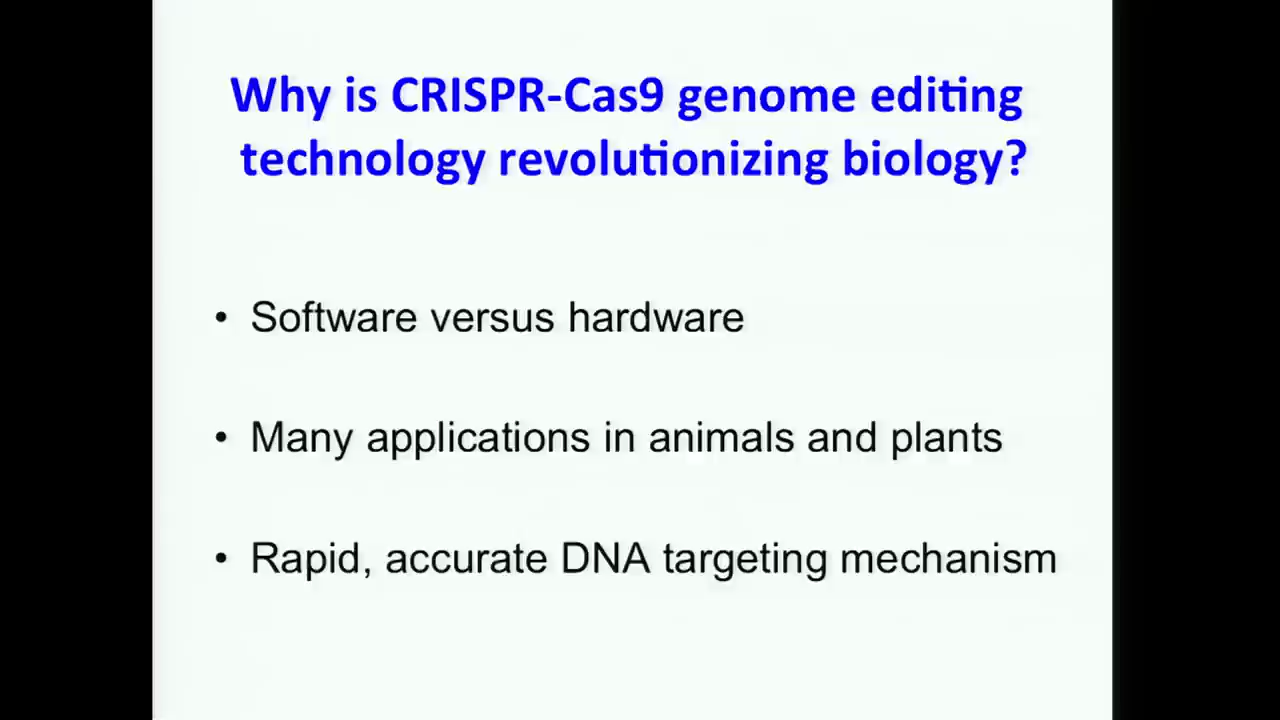 Why is CRISPR-Cas9 genome editing
technology revolutionizing biology?
• Software versus hardware
• Many applications in animals and plants
• Rapid, accurate DNA targeting mechanism